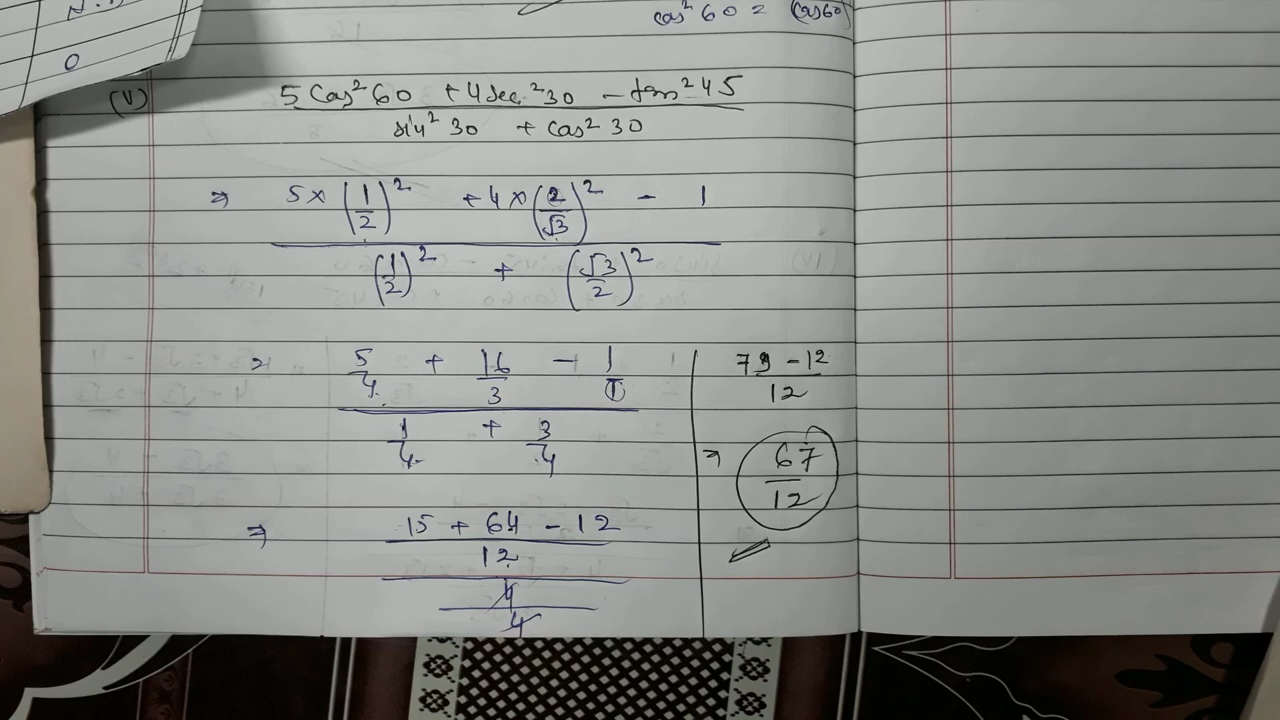 0
cos² 60 = (cos60)
(V) 5 cos² 60 + 4 sec² 30 - tan² 45
sin² 30 + cos² 30
⇒ 5 × (1/2)² + 4 × (2/√3)² - 1
(1/2)² + (√3/2)²
⇒ 5/4 + 16/3 - 1/1
1/4 + 3/4
⇒ 15 + 64 - 12
12
4
4
79 - 12
12
⇒ 67
12